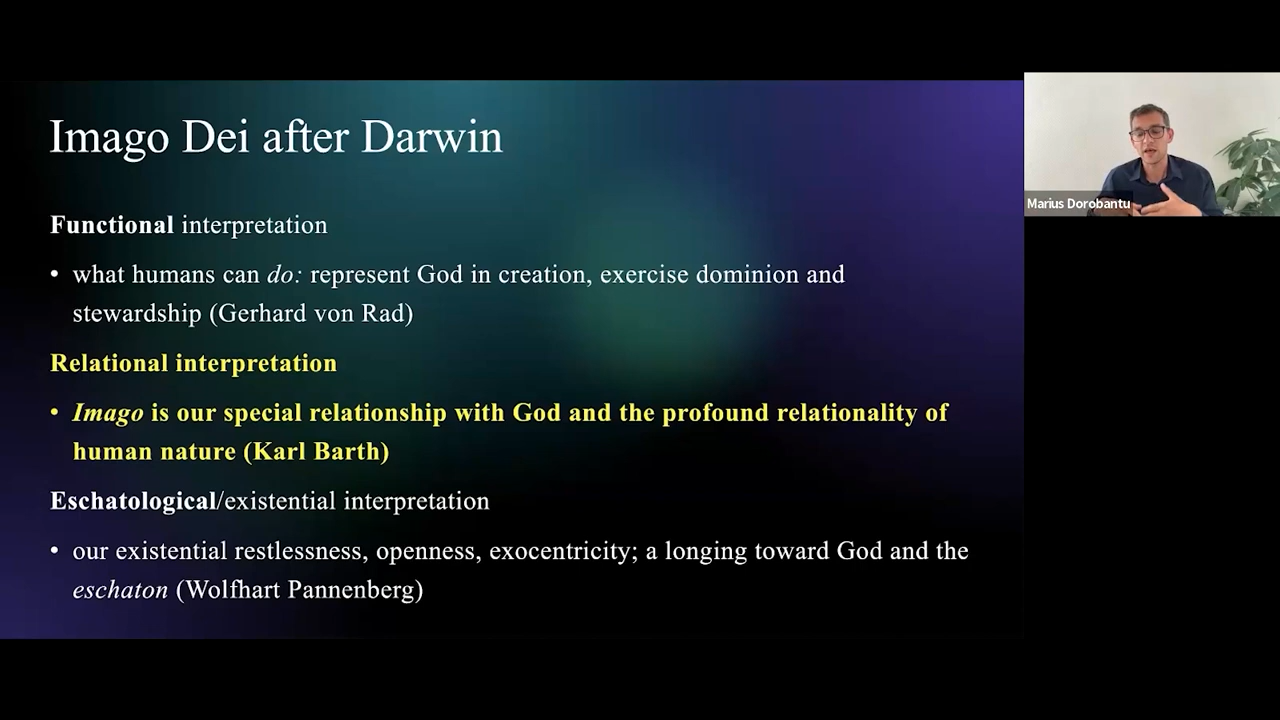 Imago Dei after Darwin
Functional interpretation
• what humans can do: represent God in creation, exercise dominion and
stewardship (Gerhard von Rad)
Relational interpretation
• Imago is our special relationship with God and the profound relationality of
human nature (Karl Barth)
Eschatological/existential interpretation
• our existential restlessness, openness, exocentricity; a longing toward God and the
eschaton (Wolfhart Pannenberg)
Marius Dorobantu